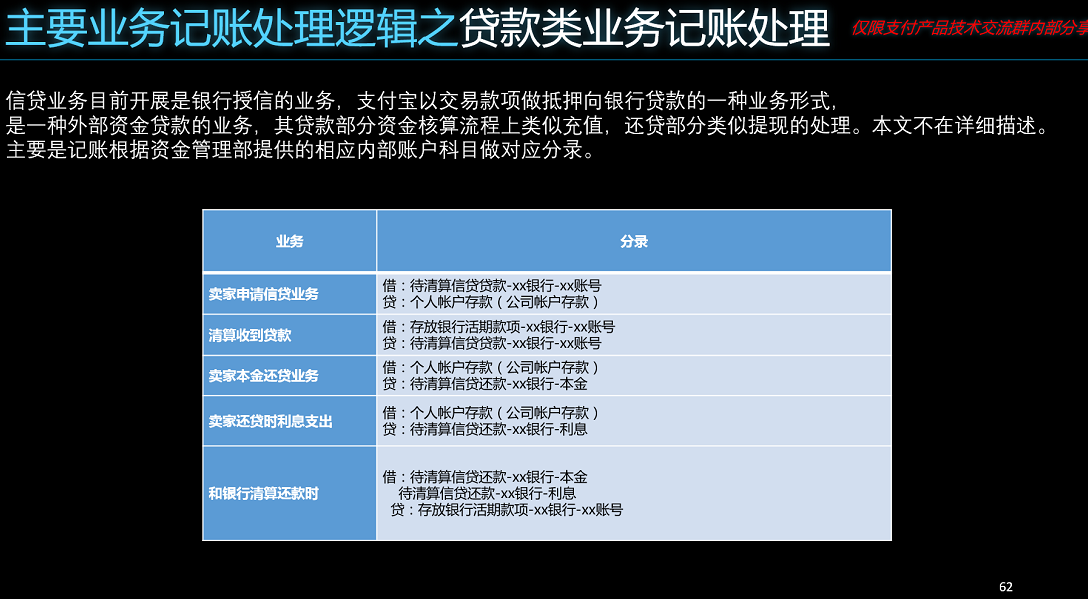 主要业务记账处理逻辑之贷款类业务记账处理
仅限支付产品技术交流群内部分享
信贷业务目前开展是银行授信的业务，支付宝以交易款项做抵押向银行贷款的一种业务形式，
是一种外部资金贷款的业务，其贷款部分资金核算流程上类似充值，还贷部分类似提现的处理。本文不在详细描述。
主要是记账根据资金管理部提供的相应内部账户科目做对应分录。
业务
分录
卖家申请信贷业务
借：待清算信贷贷款-xx银行-xx账号
贷：个人帐户存款（公司帐户存款）
清算收到贷款
借：存放银行活期款项-xx银行-xx账号
贷：待清算信贷贷款-xx银行-xx账号
卖家本金还贷业务
借：个人帐户存款（公司帐户存款）
贷：待清算信贷还款-xx银行-本金
卖家还贷时利息支出
借：个人帐户存款（公司帐户存款）
贷：待清算信贷还款-xx银行-利息
和银行清算还款时
借：待清算信贷还款-xx银行-本金
待清算信贷还款-xx银行-利息
贷：存放银行活期款项-xx银行-xx账号
62